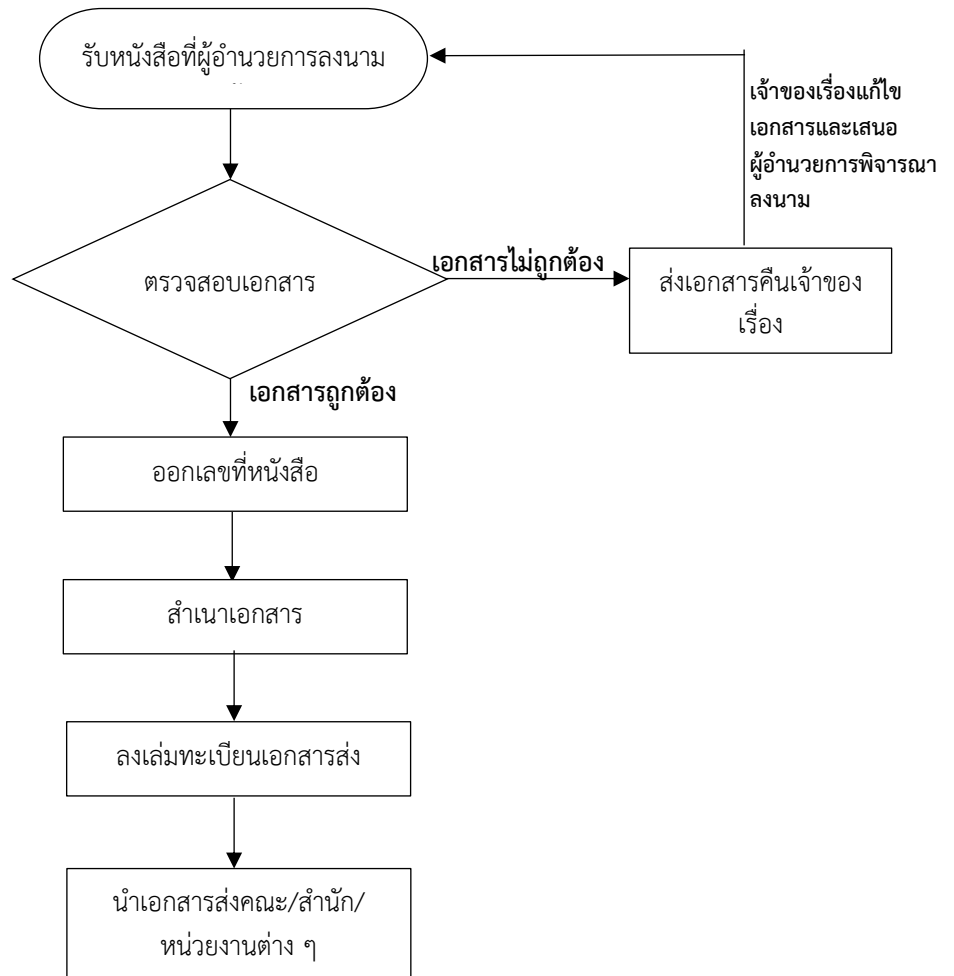 รับหนังสือที่ผู้อำนวยการลงนาม
เจ้าของเรื่องแก้ไข
เอกสารและเสนอ
ผู้อำนวยการพิจารณา
ลงนาม
ตรวจสอบเอกสาร
เอกสารไม่ถูกต้อง
ส่งเอกสารคืนเจ้าของ
เรื่อง
เอกสารถูกต้อง
ออกเลขที่หนังสือ
สำเนาเอกสาร
ลงเล่มทะเบียนเอกสารส่ง
นำเอกสารส่งคณะ/สำนัก/
หน่วยงานต่าง ๆ